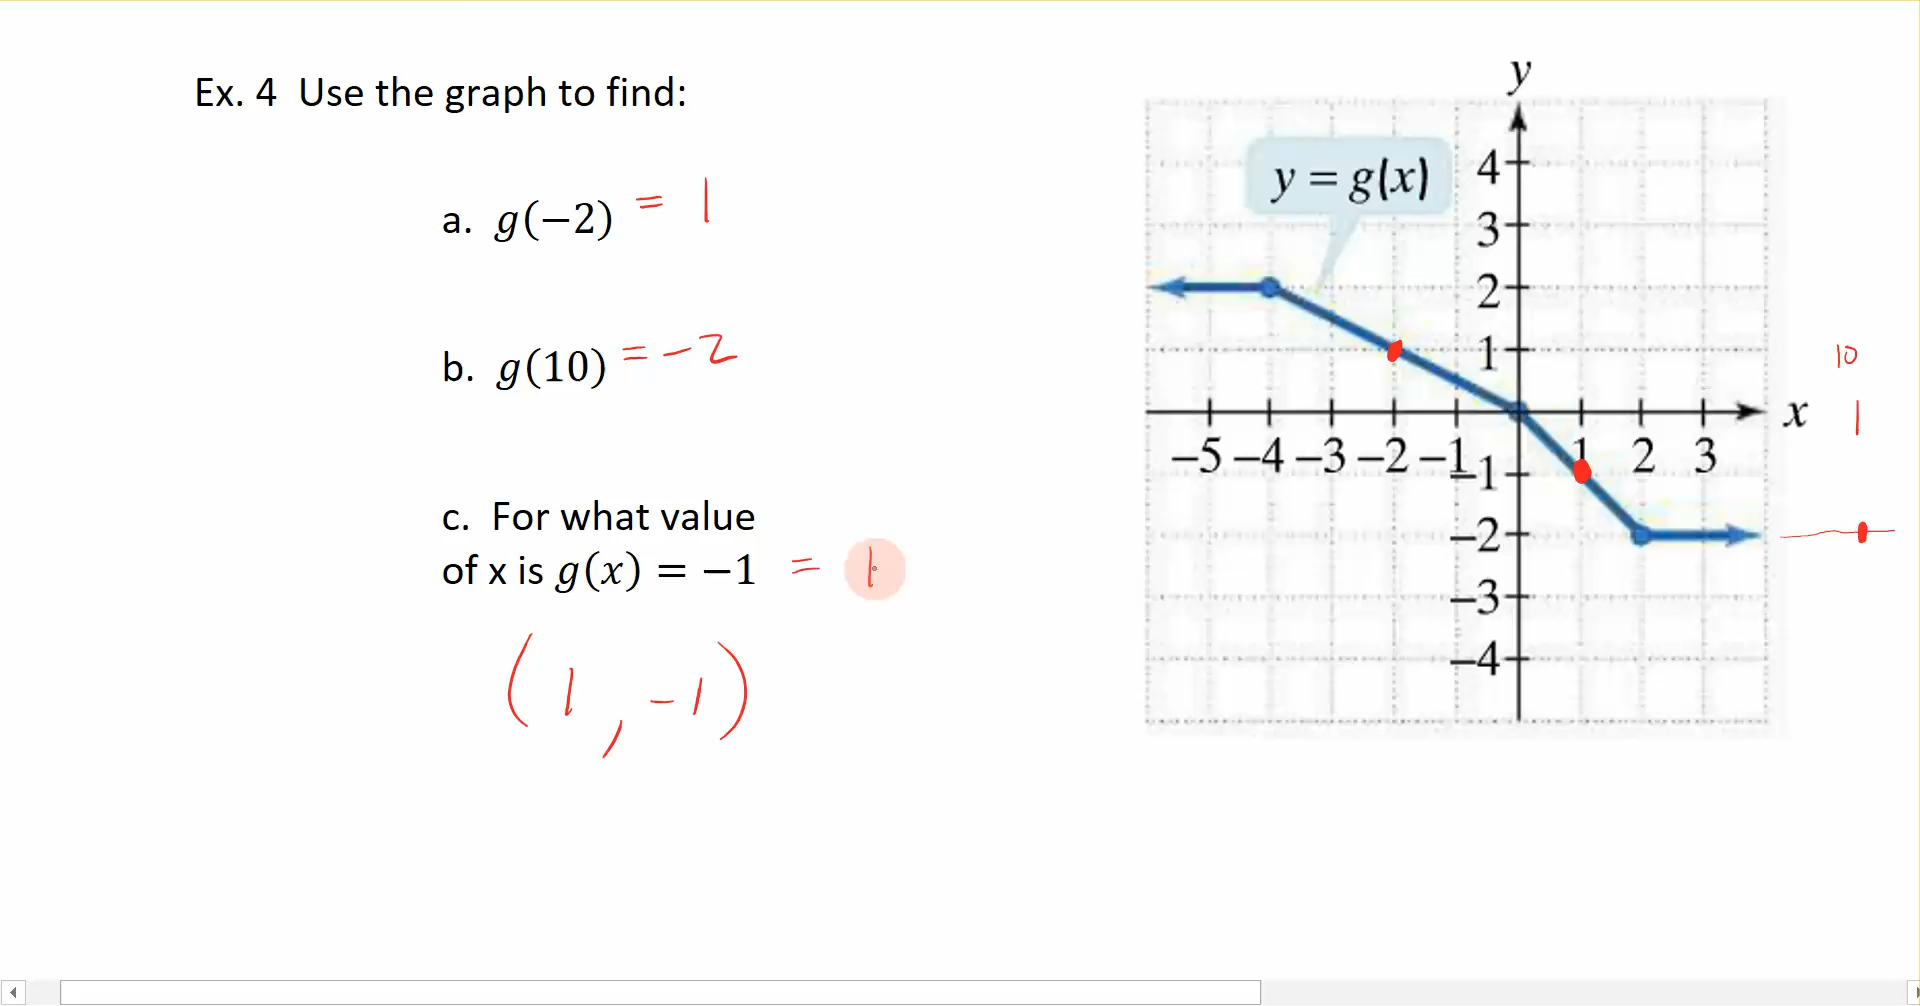 Ex. 4 Use the graph to find:
a. g(−2) = 1
b. g(10) = −2
c. For what value
of x is g(x) = −1 = 1
(1, −1)
y
y = g(x)
4
3
2
1
10
x
1
−5 −4 −3 −2 −1 1 2 3
−1
−2
−3
−4